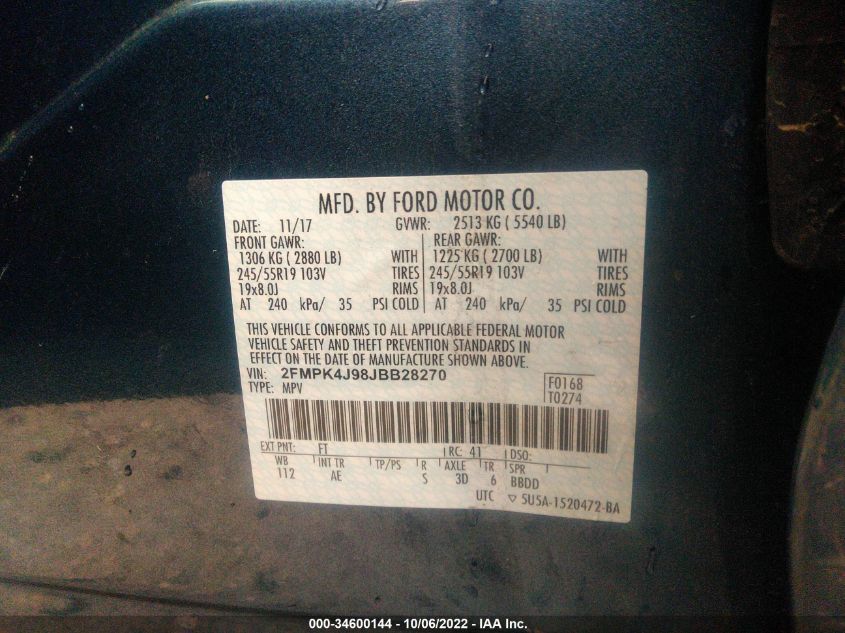 MFD. BY FORD MOTOR CO.
DATE: 11/17 GVWR: 2513 KG ( 5540 LB)
FRONT GAWR: REAR GAWR:
1306 KG ( 2880 LB) WITH 1225 KG ( 2700 LB) WITH
245/55R19 103V TIRES 245/55R19 103V TIRES
19x8.0J RIMS 19x8.0J RIMS
AT 240 kPa/ 35 PSI COLD AT 240 kPa/ 35 PSI COLD
THIS VEHICLE CONFORMS TO ALL APPLICABLE FEDERAL MOTOR
VEHICLE SAFETY AND THEFT PREVENTION STANDARDS IN
EFFECT ON THE DATE OF MANUFACTURE SHOWN ABOVE.
VIN: 2FMPK4J98JBB28270
TYPE: MPV
F0168
T0274
EXT PNT: FT RC: 41 DSO:
WB INT TR TP/PS R AXLE TR SPR
112 AE S 3D 6 BBDD
UTC ▽ 5U5A-1520472-BA
000-34600144 - 10/06/2022 - IAA Inc.